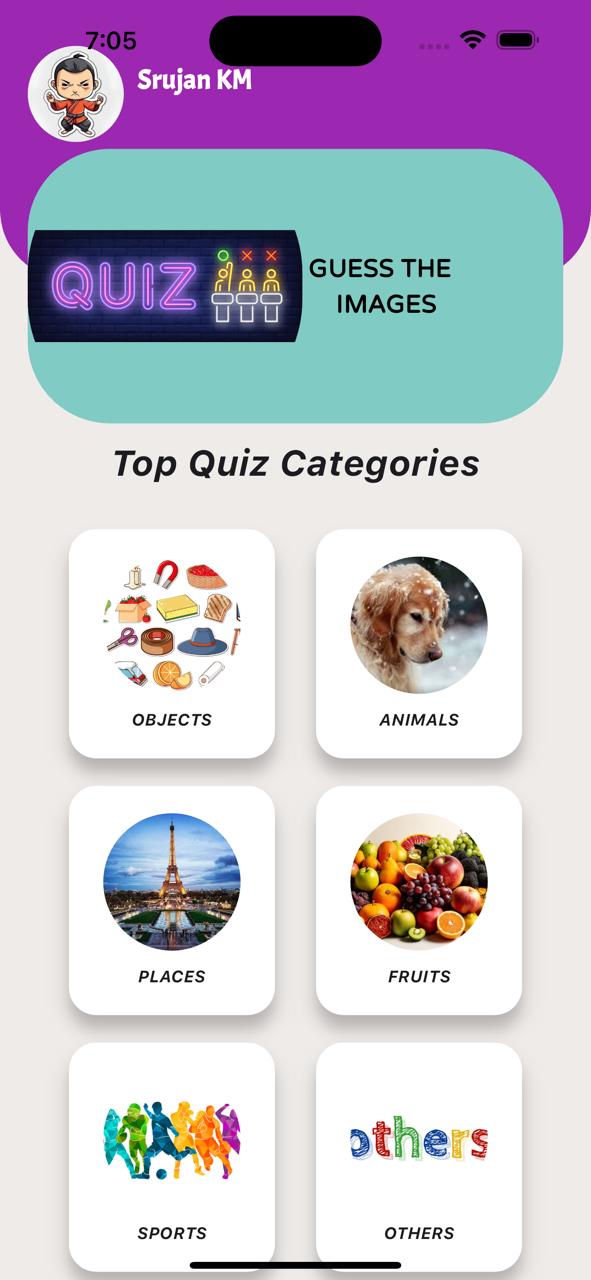 7:05
Srujan KM
QUIZ
GUESS THE
IMAGES
Top Quiz Categories
OBJECTS
ANIMALS
PLACES
FRUITS
others
SPORTS
OTHERS